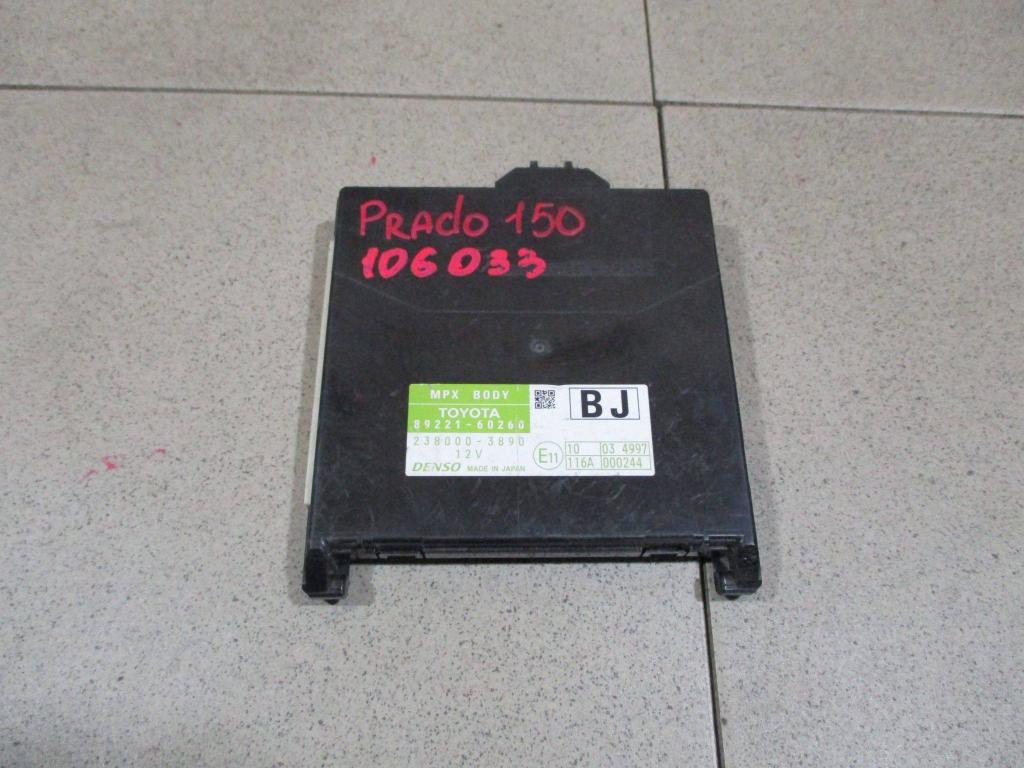 PRAdo 150
106033
MPX BODY
TOYOTA
89221-60260
238000-3890
12V
DENSO MADE IN JAPAN
BJ
E11
10 03 4997
116A 000244